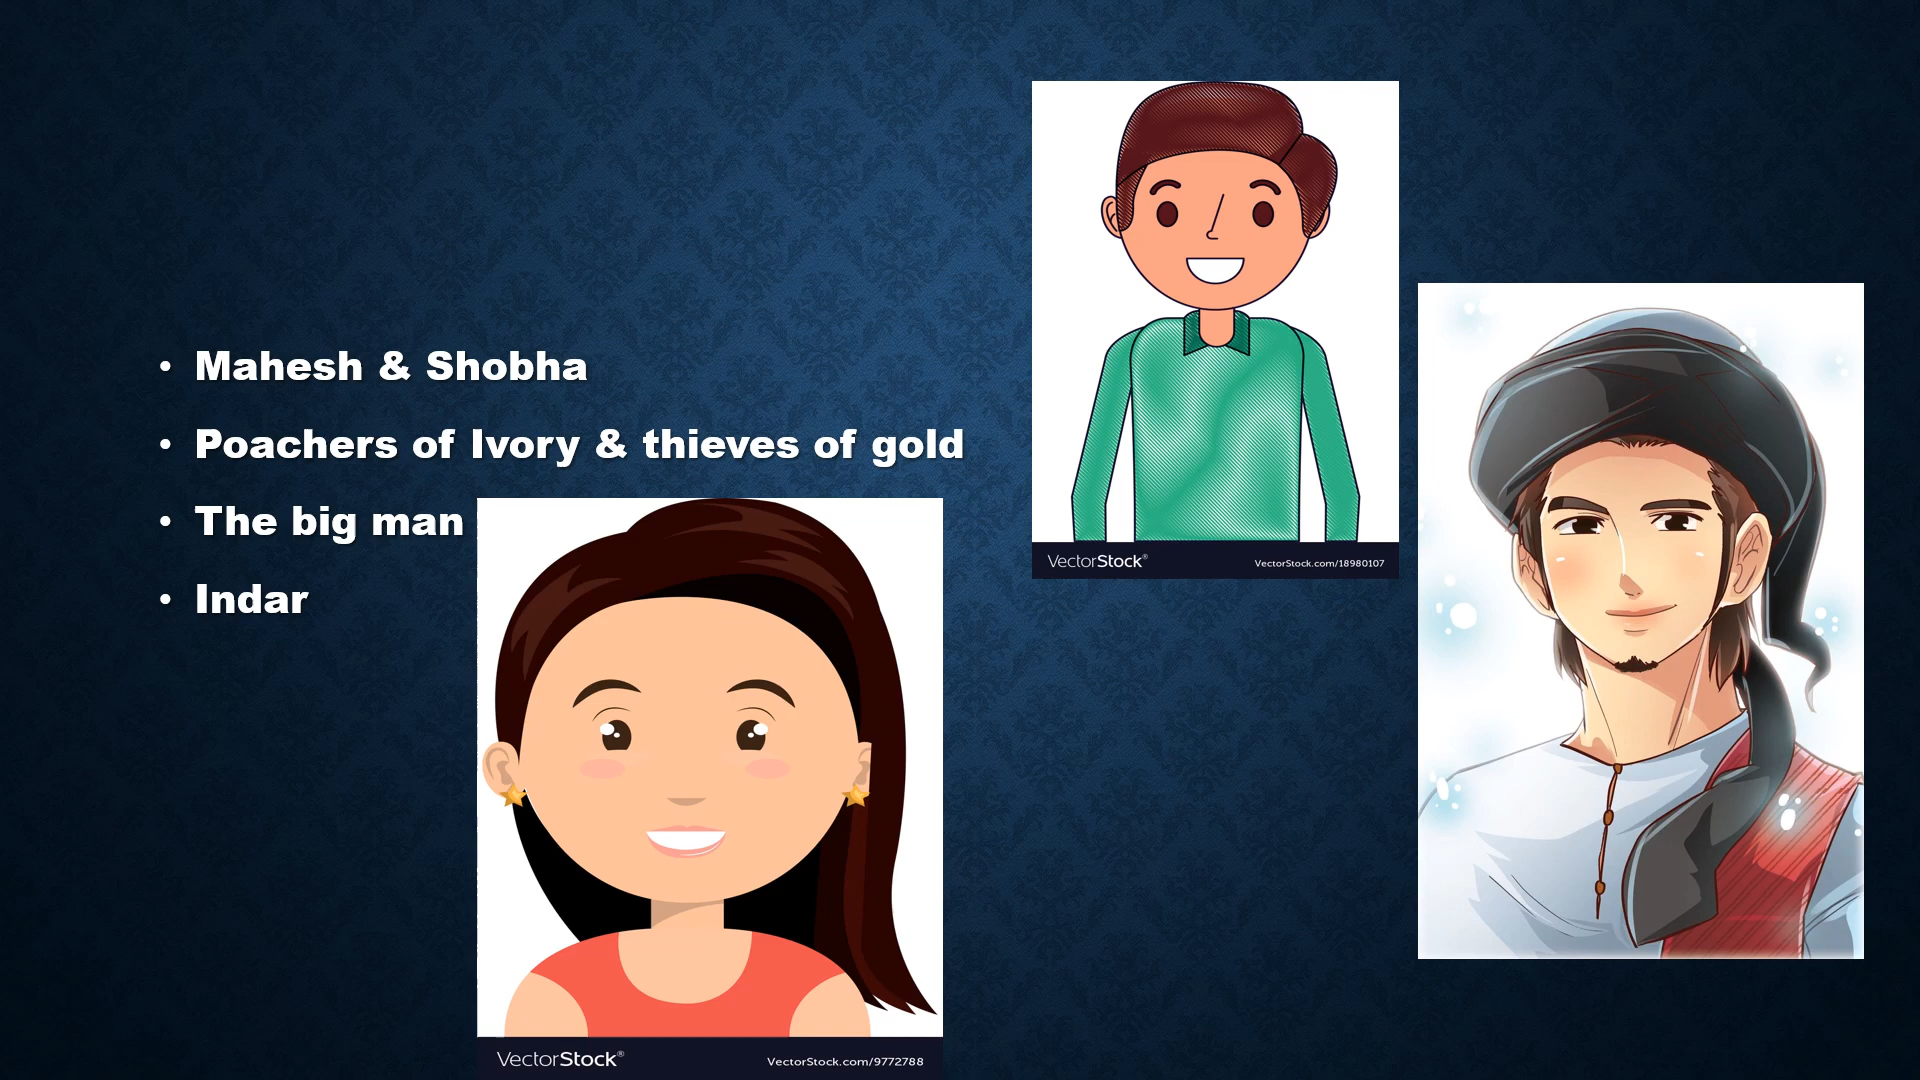 • Mahesh & Shobha
• Poachers of Ivory & thieves of gold
• The big man
• Indar
VectorStock® VectorStock.com/18980107
VectorStock® VectorStock.com/9772788